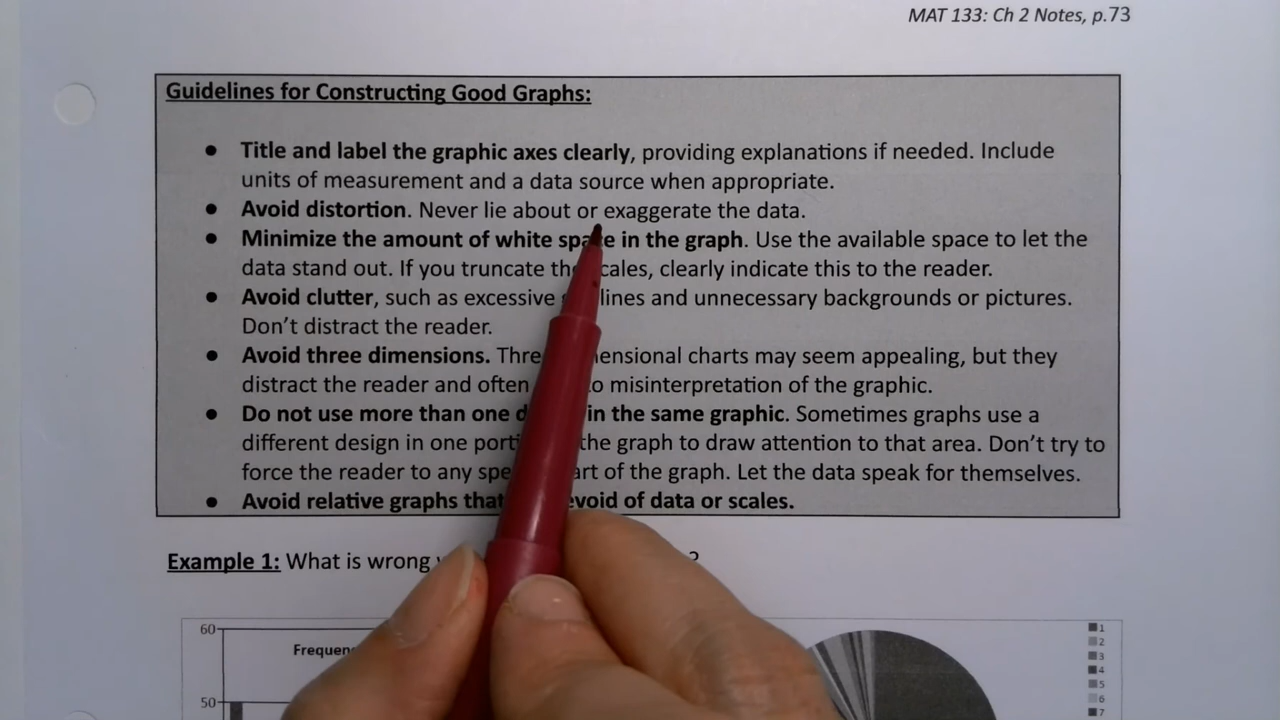 MAT 133: Ch 2 Notes, p.73
Guidelines for Constructing Good Graphs:
● Title and label the graphic axes clearly, providing explanations if needed. Include
units of measurement and a data source when appropriate.
● Avoid distortion. Never lie about or exaggerate the data.
● Minimize the amount of white space in the graph. Use the available space to let the
data stand out. If you truncate the scales, clearly indicate this to the reader.
● Avoid clutter, such as excessive lines and unnecessary backgrounds or pictures.
Don't distract the reader.
● Avoid three dimensions. charts may seem appealing, but they
distract the reader and often to misinterpretation of the graphic.
● Do not use more than one in the same graphic. Sometimes graphs use a
different design in one the graph to draw attention to that area. Don't try to
force the reader to any of the graph. Let the data speak for themselves.
● Avoid relative graphs that devoid of data or scales.
Example 1: What is wrong ?
60
Frequen
50
1
2
3
4
5
6
7